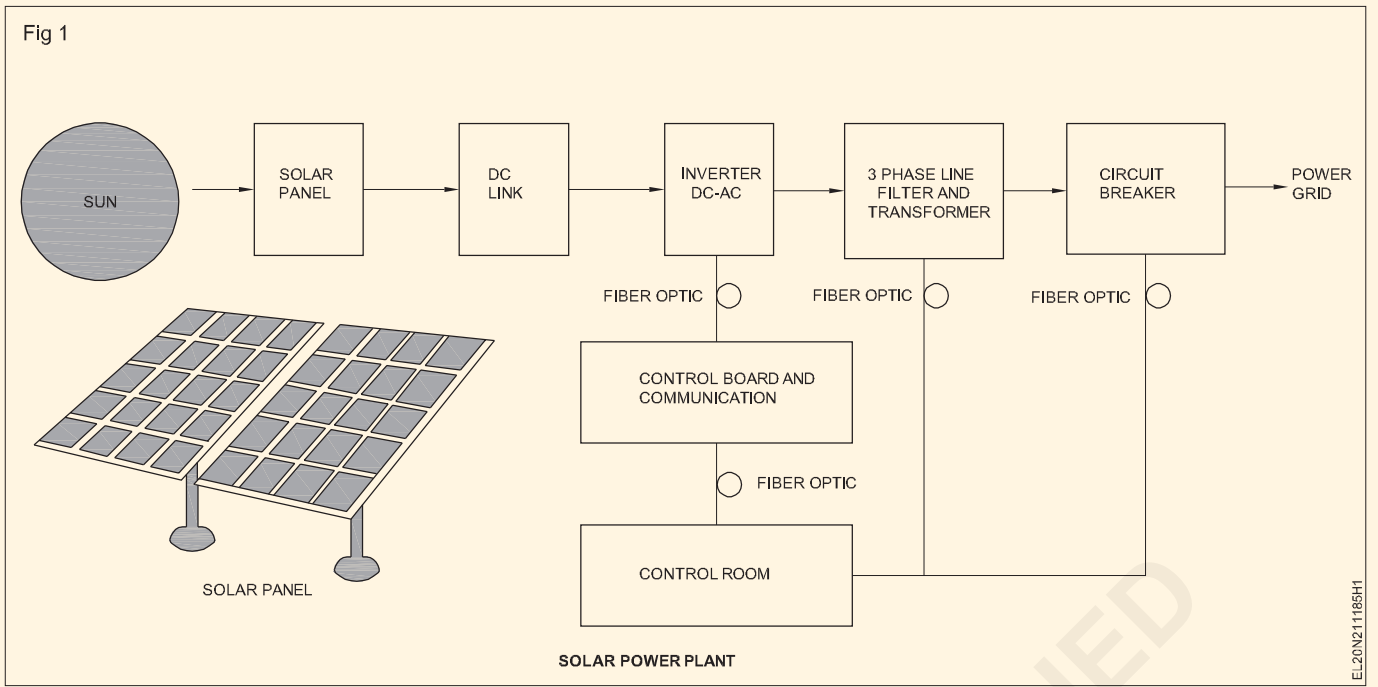 Fig 1
SUN
SOLAR
PANEL
DC
LINK
INVERTER
DC-AC
3 PHASE LINE
FILTER AND
TRANSFORMER
CIRCUIT
BREAKER
POWER
GRID
FIBER OPTIC
FIBER OPTIC
FIBER OPTIC
CONTROL BOARD AND
COMMUNICATION
FIBER OPTIC
CONTROL ROOM
SOLAR PANEL
SOLAR POWER PLANT
EL20N211185H1